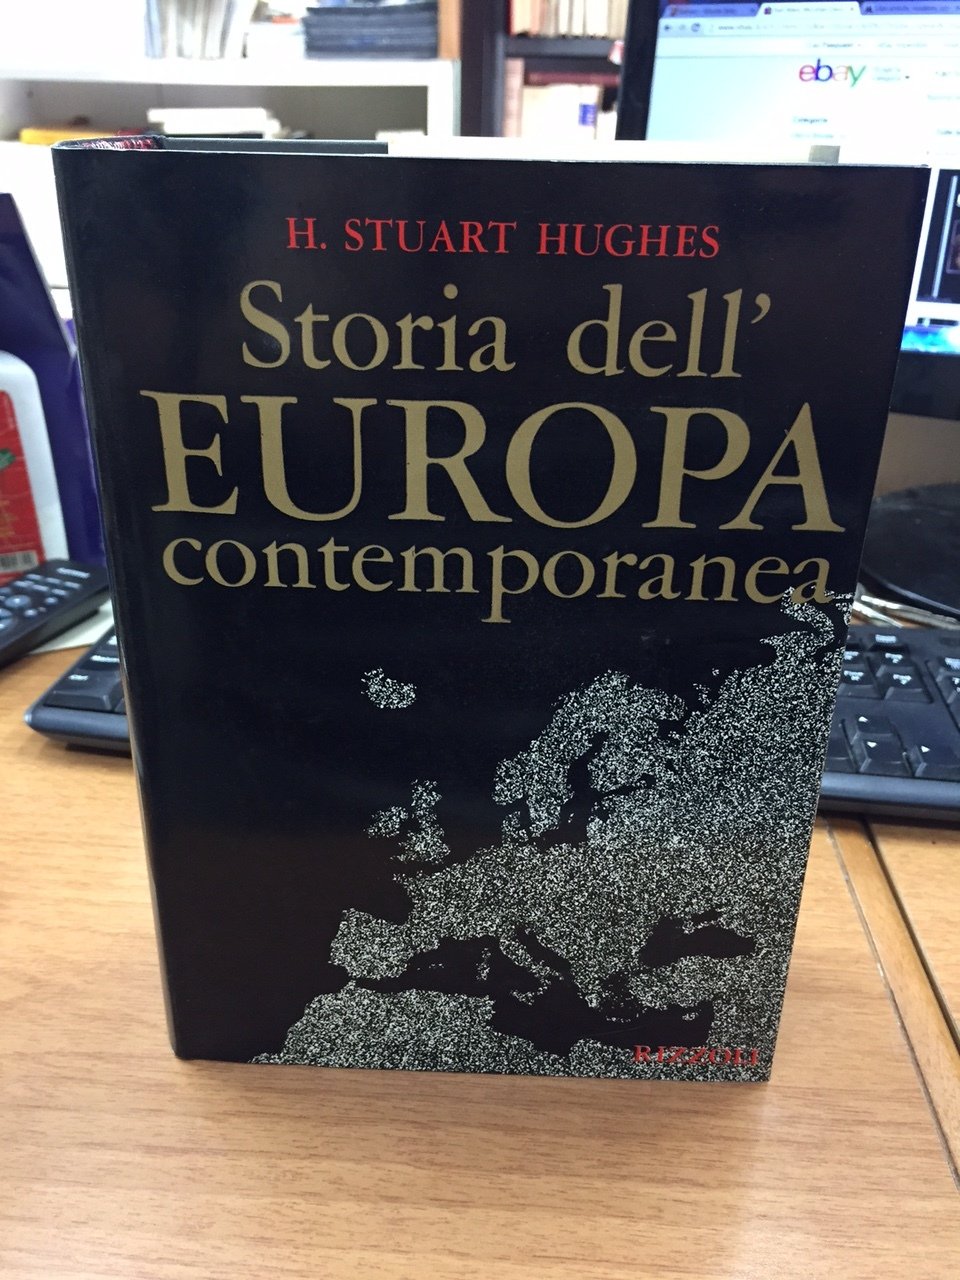 H. STUART HUGHES
Storia dell'
EUROPA
contemporanea
RIZZOLI
ebay